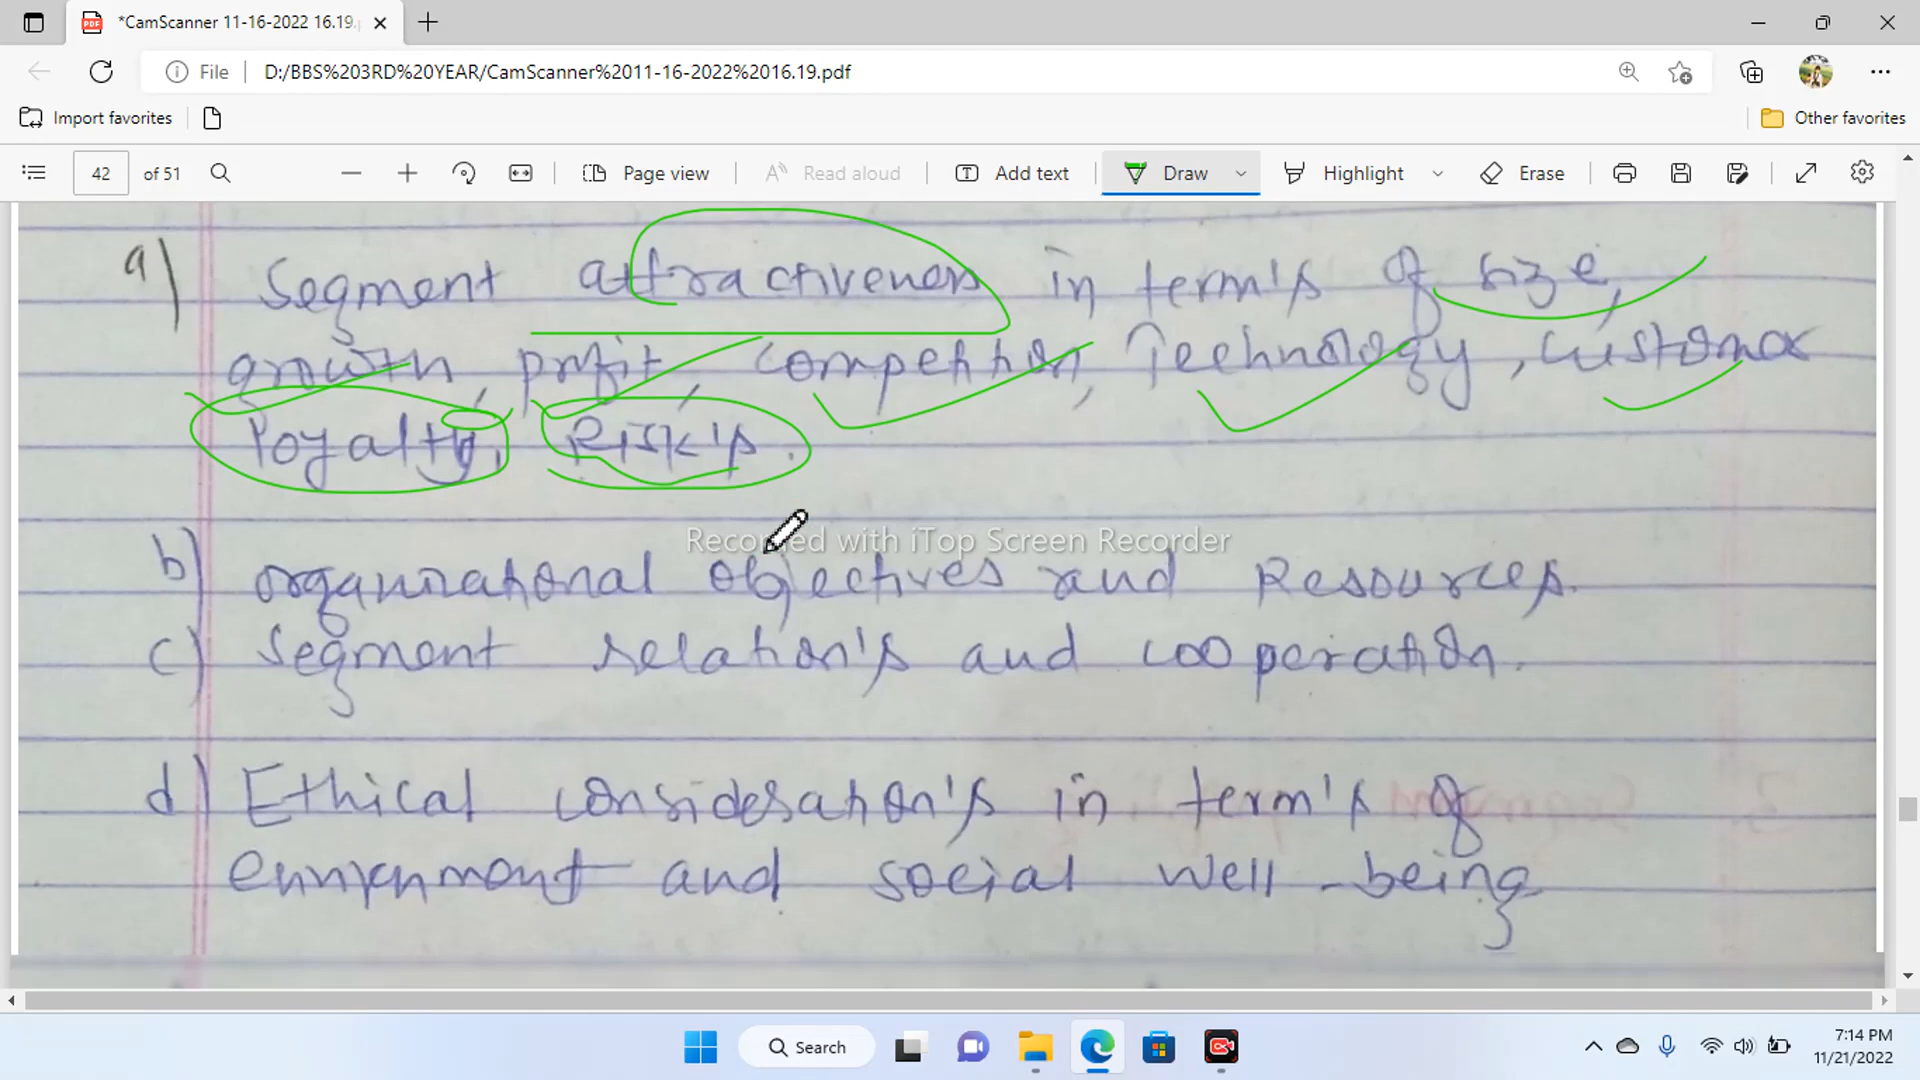 *CamScanner 11-16-2022 16.19.p
File D:/BBS%203RD%20YEAR/CamScanner%2011-16-2022%2016.19.pdf
Import favorites Other favorites
42 of 51 Page view Read aloud Add text Draw Highlight Erase
a) Segment attractiveness in term's of size,
growth, profit, competition, Technology, customer
loyalty, Risk's.
Recorded with iTop Screen Recorder
b) organizational objectives and Resources.
c) segment relation's and cooperation.
d) Ethical consideration's in term's of
and social well-being
Search
7:14 PM
11/21/2022